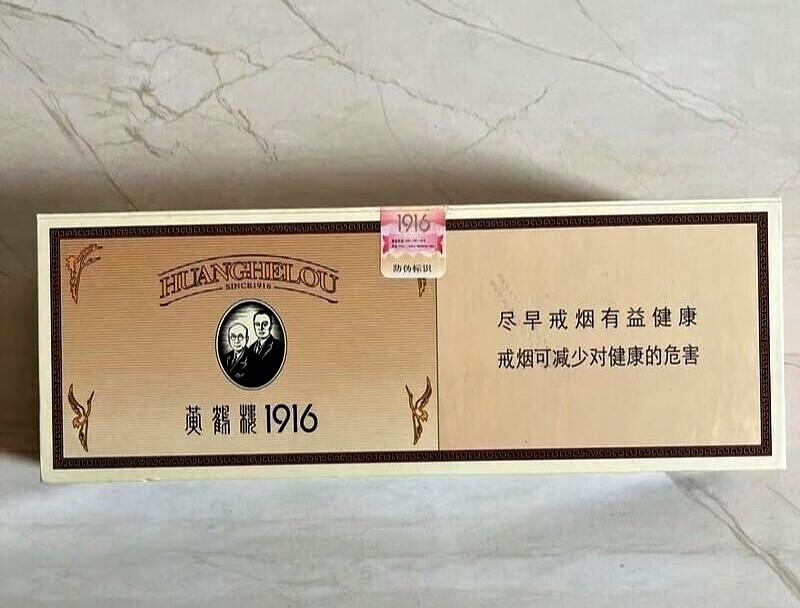 HUANGHELOU
SINCE1916
黄鹤楼1916
1916
防伪标识
尽早戒烟有益健康
戒烟可减少对健康的危害